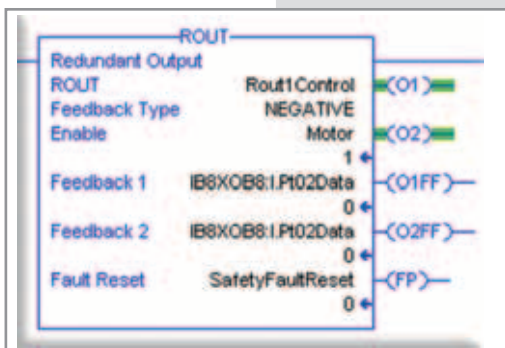 ROUT
Redundant Output
ROUT Rout1Control (O1)
Feedback Type NEGATIVE
Enable Motor (O2)
1
Feedback 1 IB8XOB8:I.Pt02Data (O1FF)
0
Feedback 2 IB8XOB8:I.Pt02Data (O2FF)
0
Fault Reset SafetyFaultReset (FP)
0